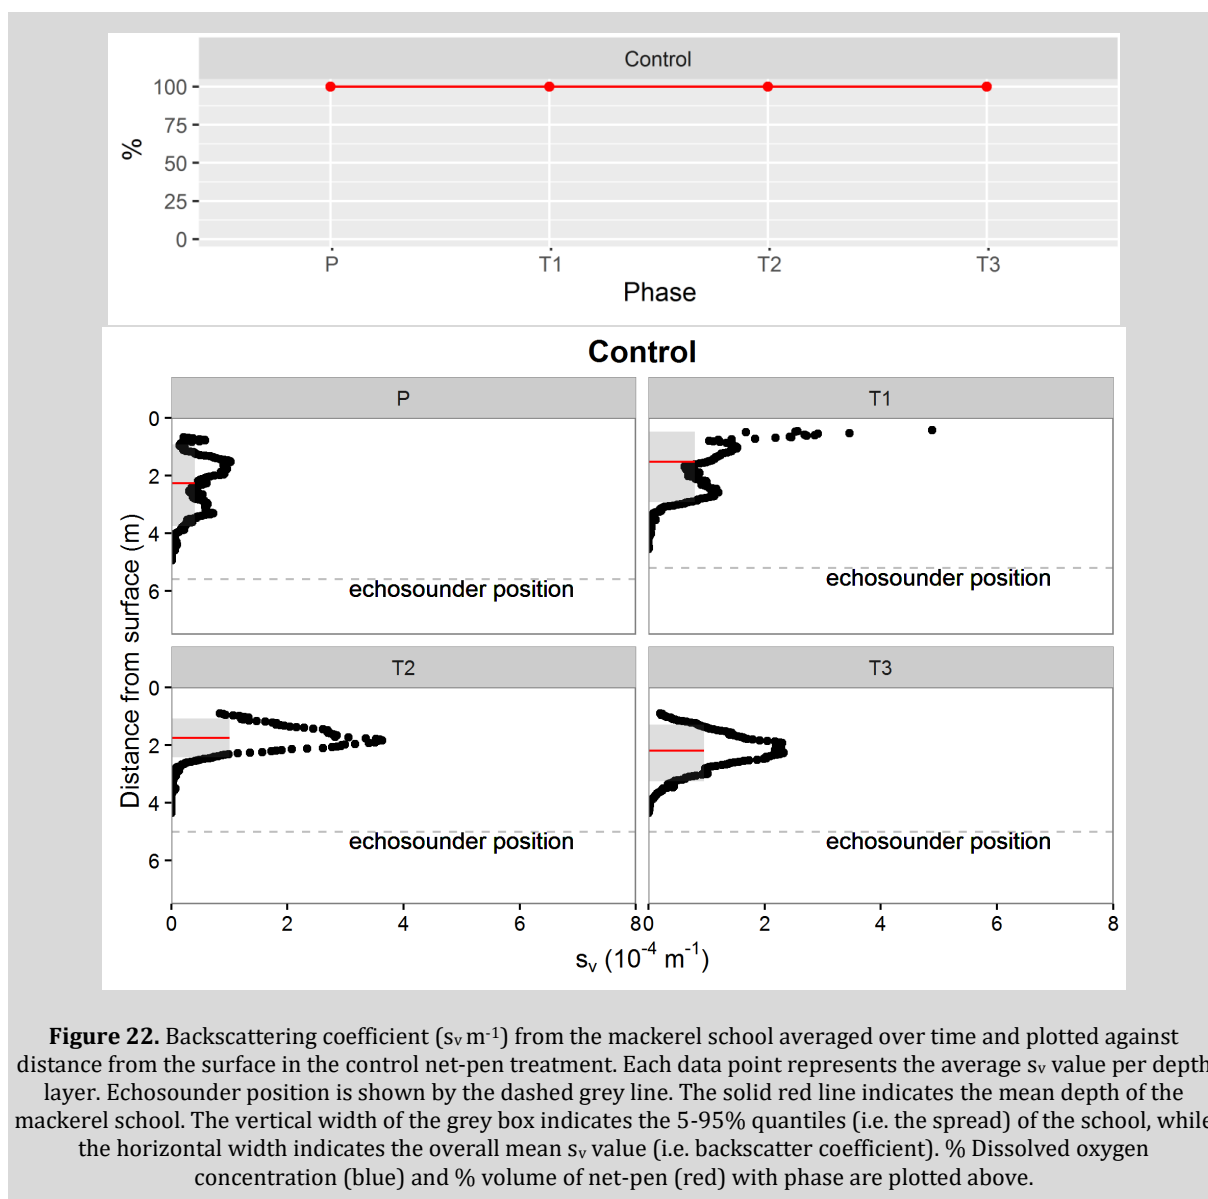 Control
100
75
50
25
0
%
P T1 T2 T3
Phase
Control
P T1
0
2
4
6
echosounder position echosounder position
Distance from surface (m)
T2 T3
0
2
4
6
echosounder position echosounder position
0 2 4 6 8 0 2 4 6 8
sv (10-4 m-1)
Figure 22. Backscattering coefficient (sv m-1) from the mackerel school averaged over time and plotted against
distance from the surface in the control net-pen treatment. Each data point represents the average sv value per depth
layer. Echosounder position is shown by the dashed grey line. The solid red line indicates the mean depth of the
mackerel school. The vertical width of the grey box indicates the 5-95% quantiles (i.e. the spread) of the school, while
the horizontal width indicates the overall mean sv value (i.e. backscatter coefficient). % Dissolved oxygen
concentration (blue) and % volume of net-pen (red) with phase are plotted above.